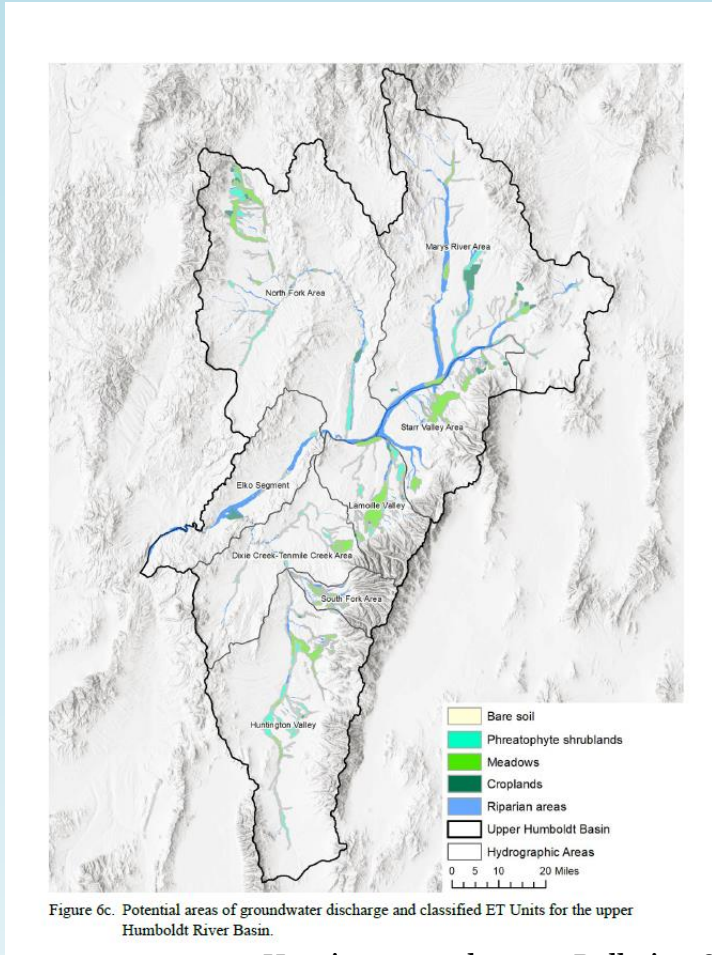 Marys River Area
North Fork Area
Starr Valley Area
Elko Segment
Lamoille Valley
Dixie Creek-Tenmile Creek Area
South Fork Area
Huntington Valley
Bare soil
Phreatophyte shrublands
Meadows
Croplands
Riparian areas
Upper Humboldt Basin
Hydrographic Areas
0 5 10 20 Miles
Figure 6c. Potential areas of groundwater discharge and classified ET Units for the upper
Humboldt River Basin.